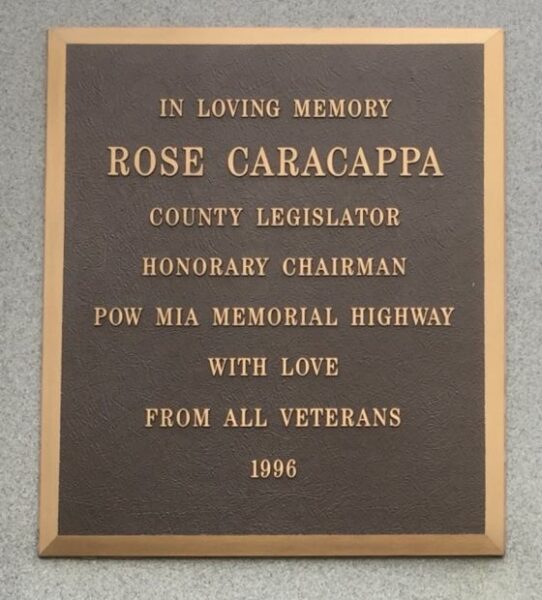 IN LOVING MEMORY
ROSE CARACAPPA
COUNTY LEGISLATOR
HONORARY CHAIRMAN
POW MIA MEMORIAL HIGHWAY
WITH LOVE
FROM ALL VETERANS
1996